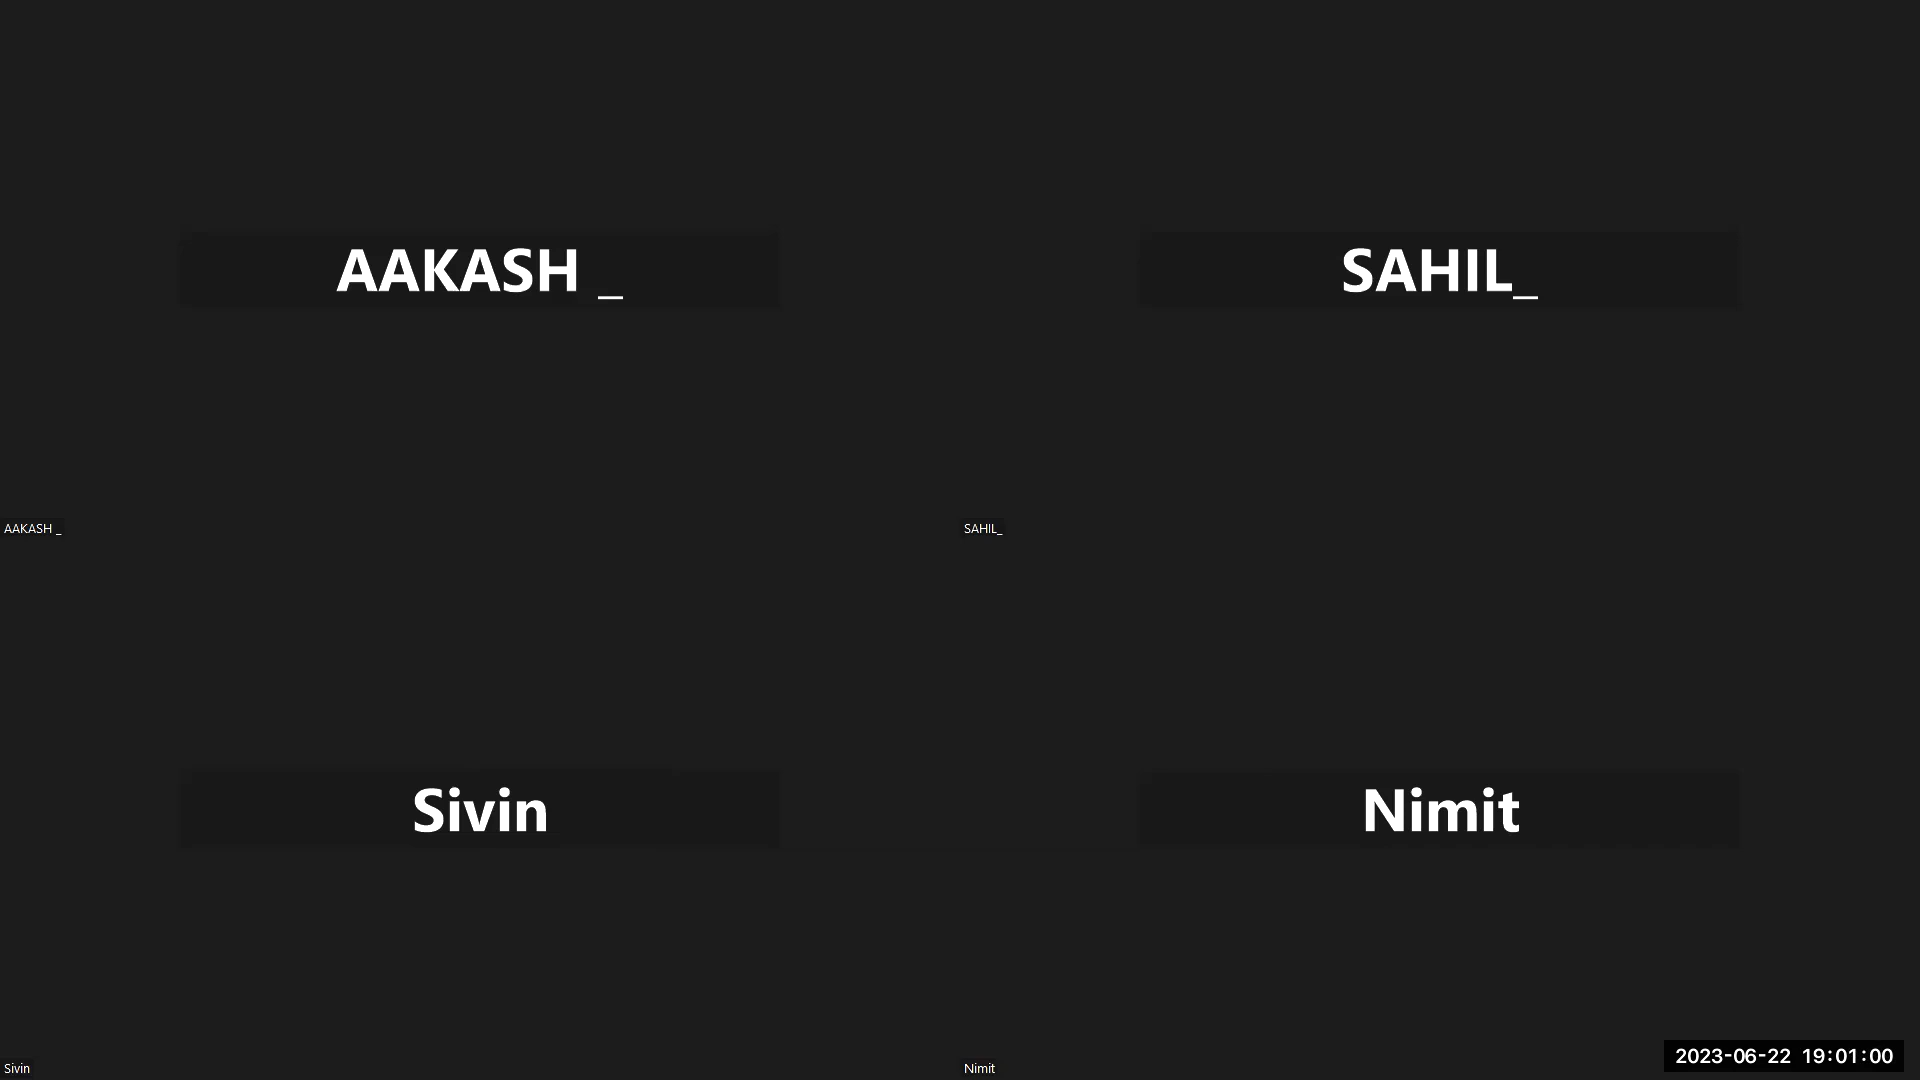 AAKASH _
SAHIL_
AAKASH _
SAHIL_
Sivin
Nimit
Sivin
Nimit
2023-06-22 19:01:00